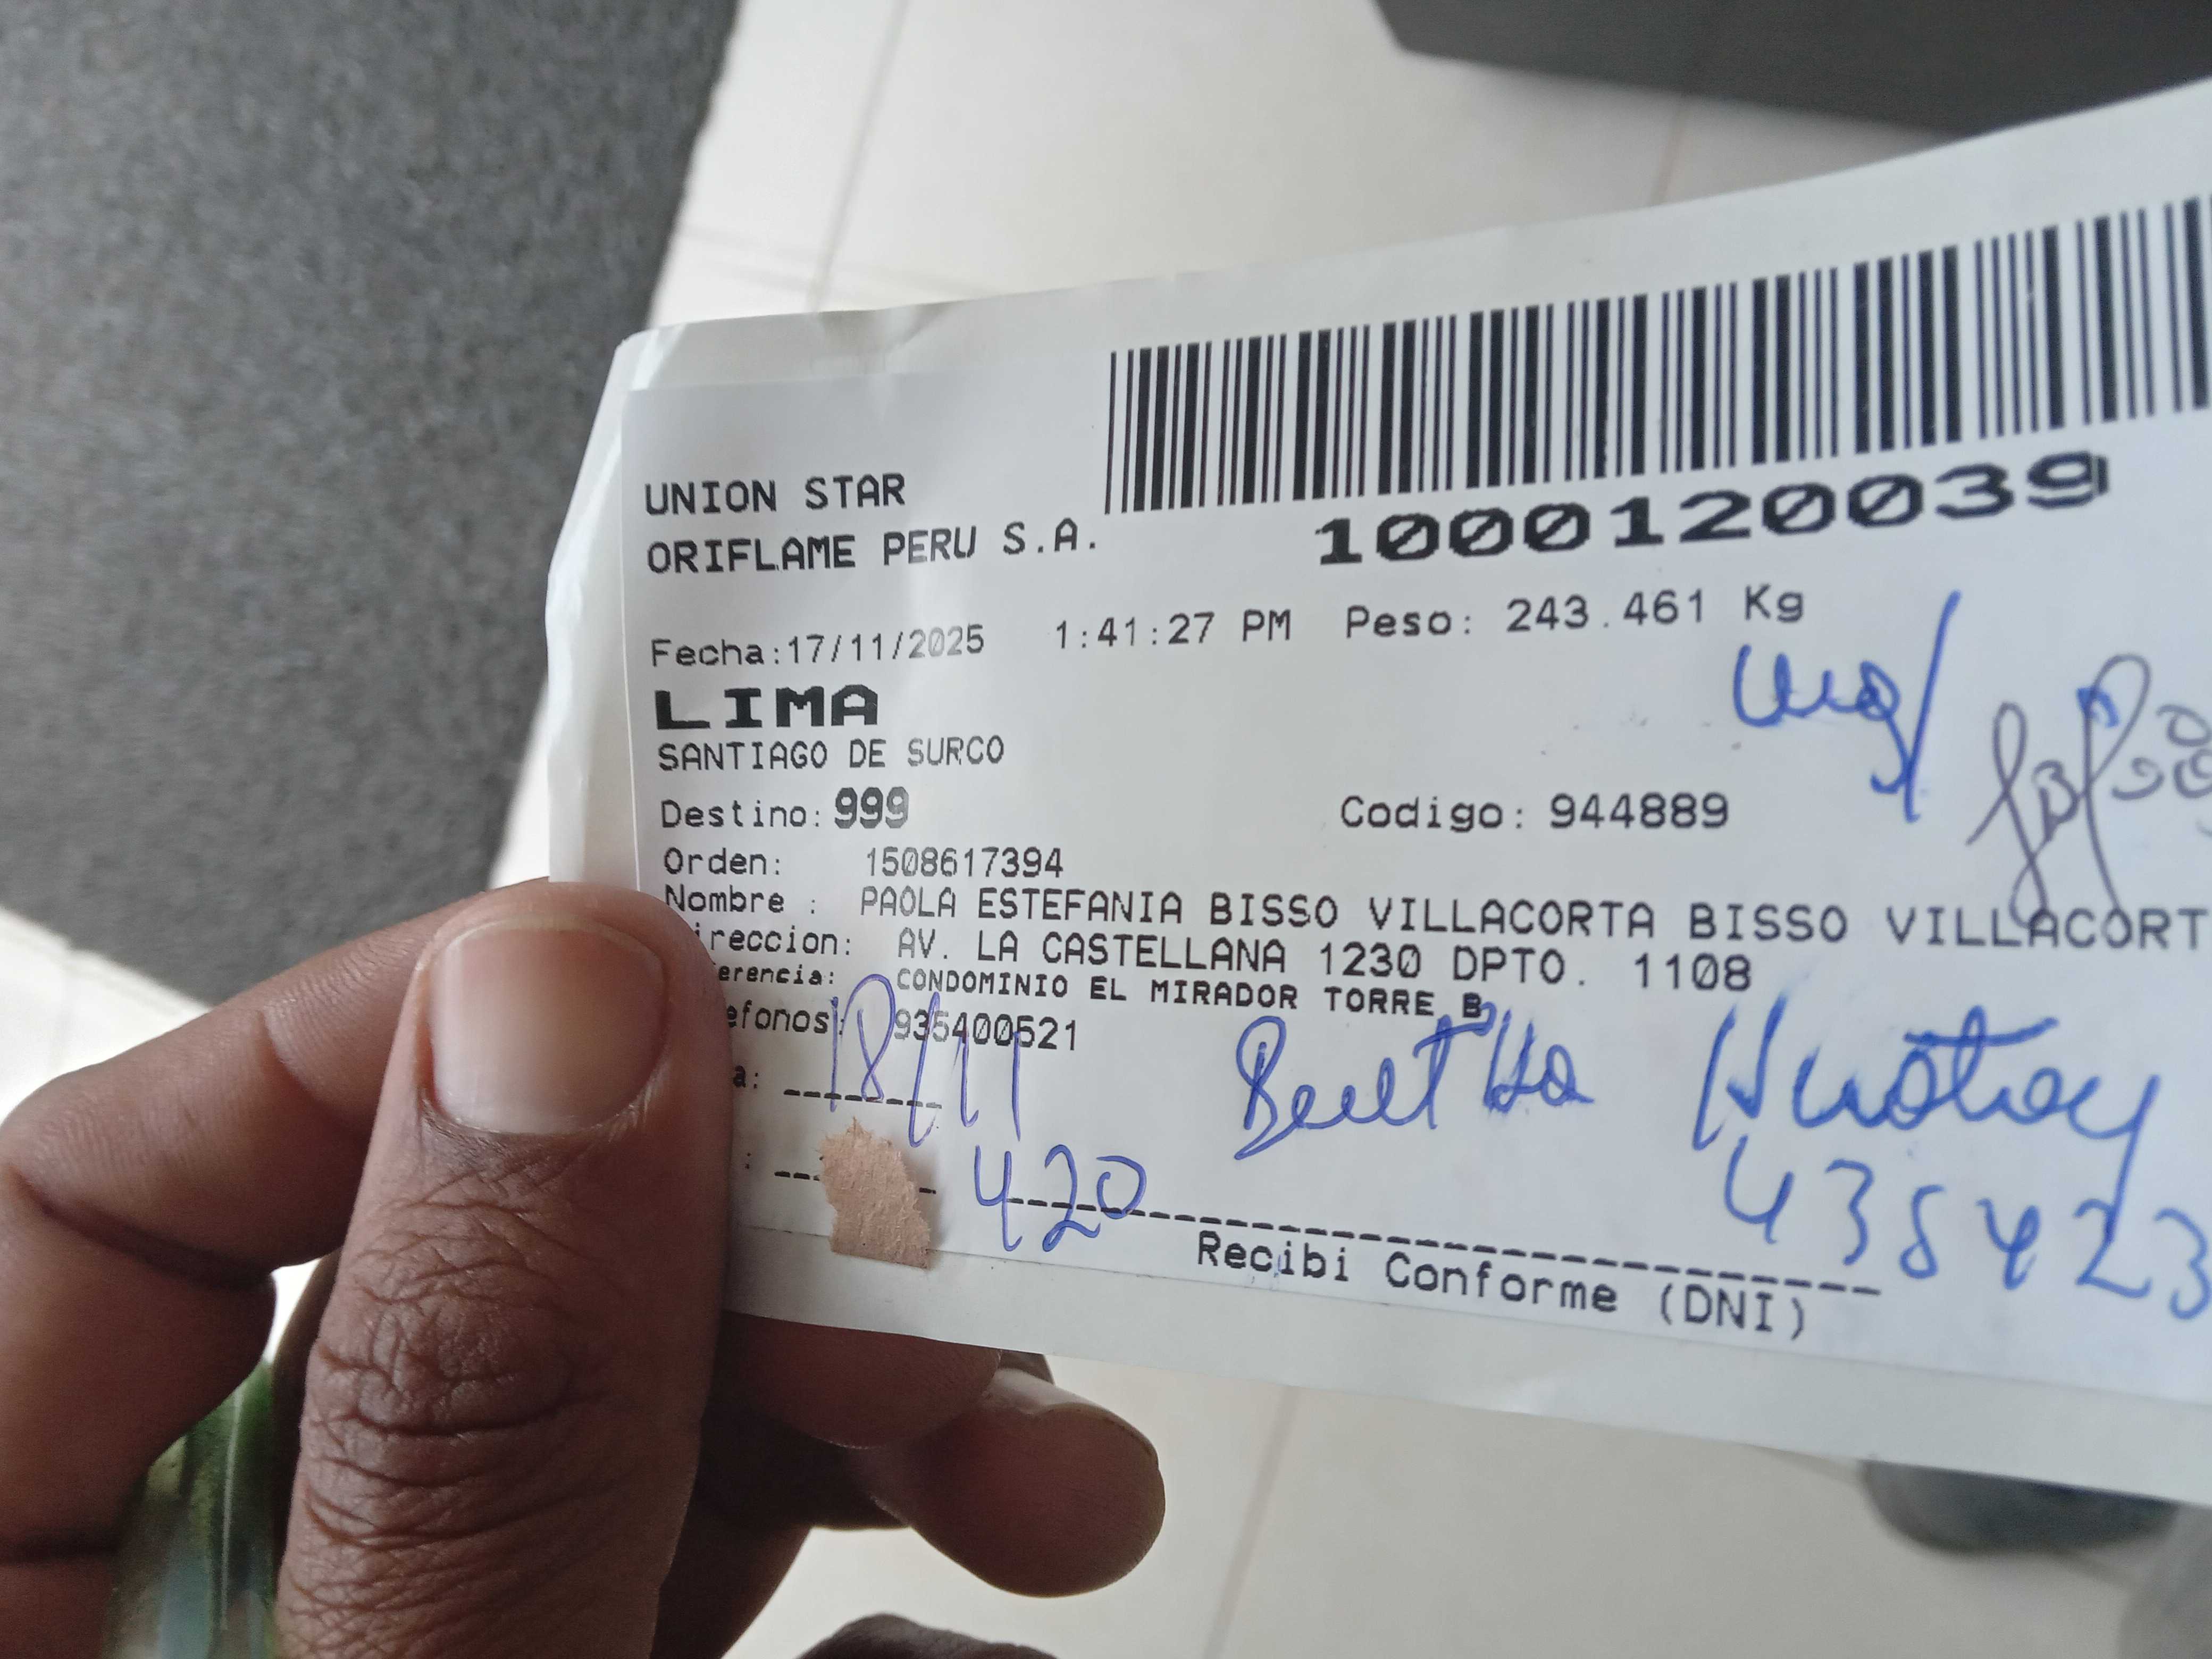 UNION STAR
ORIFLAME PERU S.A.
1000120039
Fecha:17/11/2025 1:41:27 PM Peso: 243.461 Kg
LIMA
SANTIAGO DE SURCO
Destino: 999 Codigo: 944889
Orden: 1508617394
Nombre : PAOLA ESTEFANIA BISSO VILLACORTA BISSO VILLACORT
ireccion: AV. LA CASTELLANA 1230 DPTO. 1108
erencia: CONDOMINIO EL MIRADOR TORRE B
efonos: 935400521
a: 18/11
: 420
435423
Recibi Conforme (DNI)